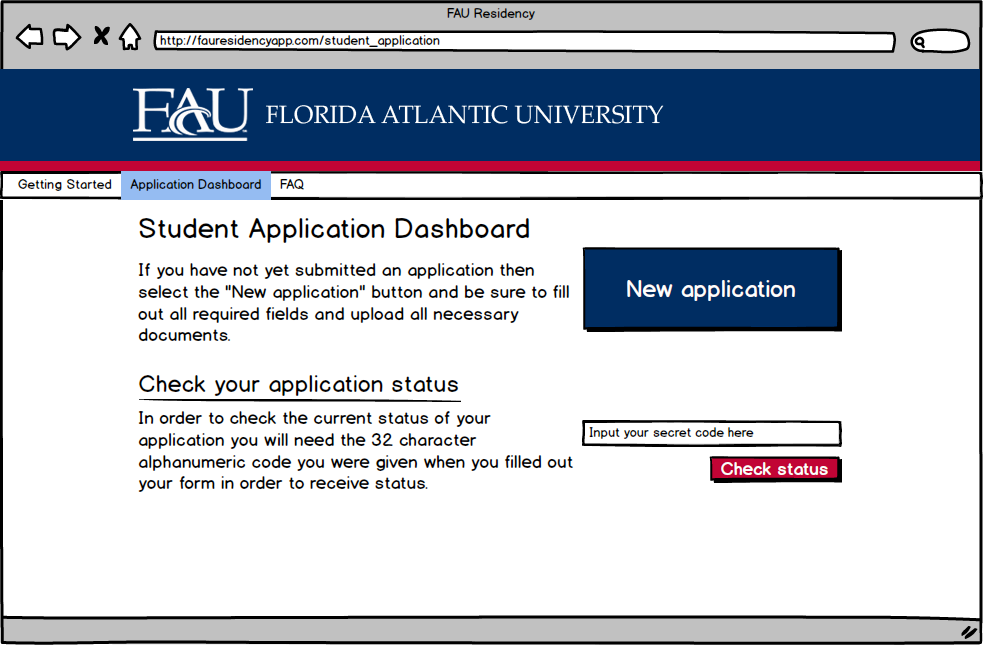 FAU Residency
http://fauresidencyapp.com/student_application
FAU FLORIDA ATLANTIC UNIVERSITY
Getting Started Application Dashboard FAQ
Student Application Dashboard
If you have not yet submitted an application then
select the "New application" button and be sure to fill
out all required fields and upload all necessary
documents.
New application
Check your application status
In order to check the current status of your
application you will need the 32 character
alphanumeric code you were given when you filled out
your form in order to receive status.
Input your secret code here
Check status